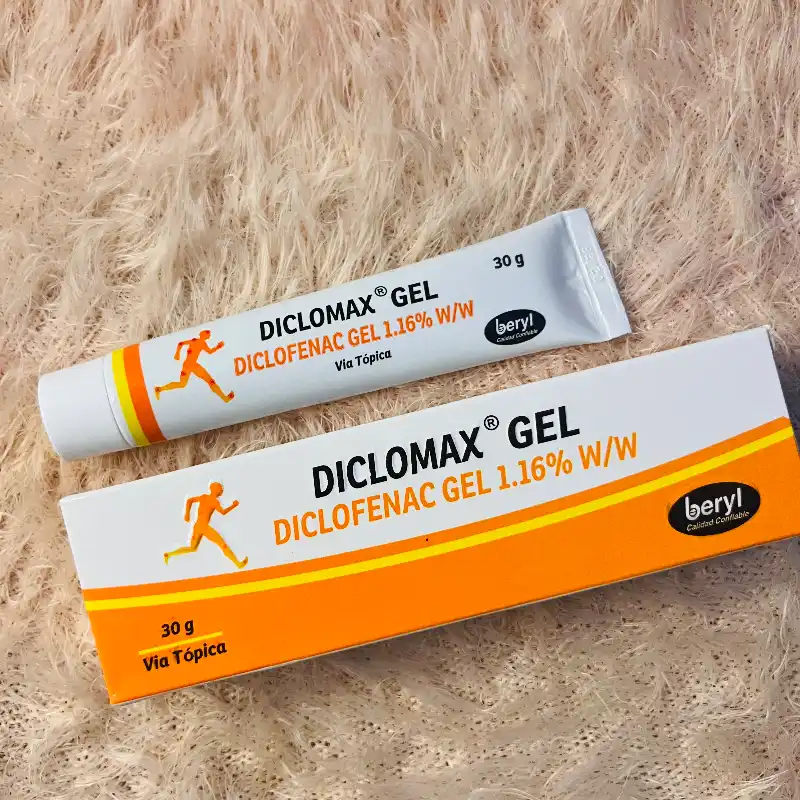 30 g
DICLOMAX® GEL
DICLOFENAC GEL 1.16% W/W
Via Tópica
beryl
Calidad Confiable
DICLOMAX® GEL
DICLOFENAC GEL 1.16% W/W
beryl
Calidad Confiable
30 g
Via Tópica